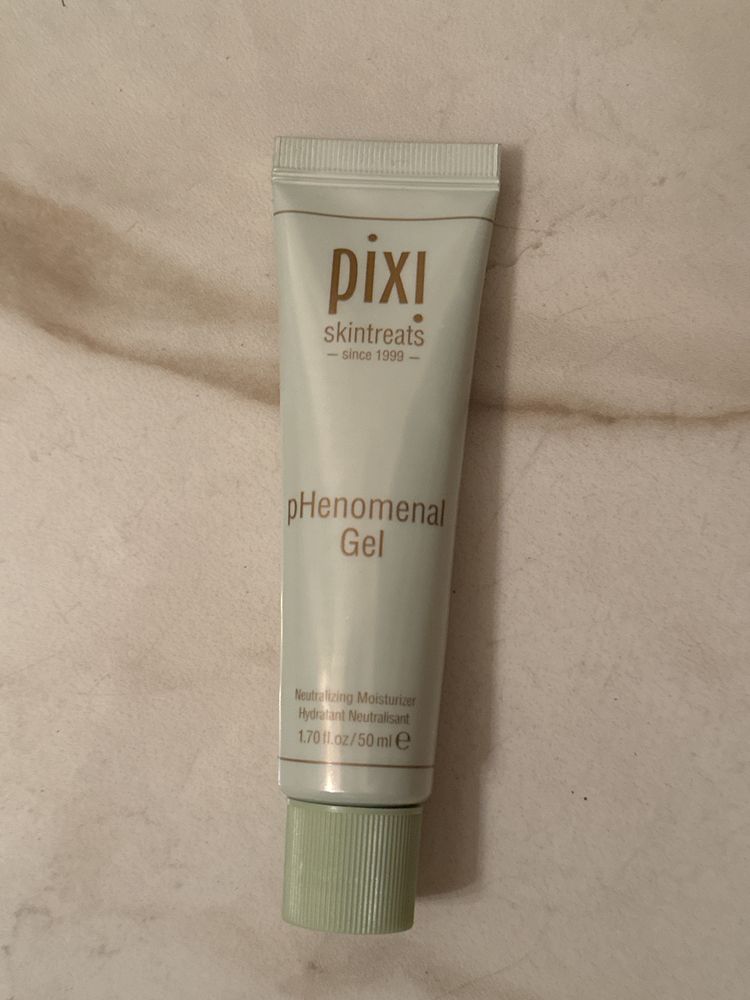 pixi
skintreats
— since 1999 —
pHenomenal
Gel
Neutralizing Moisturizer
Hydratant Neutralisant
1.70 fl.oz/50 ml ℮